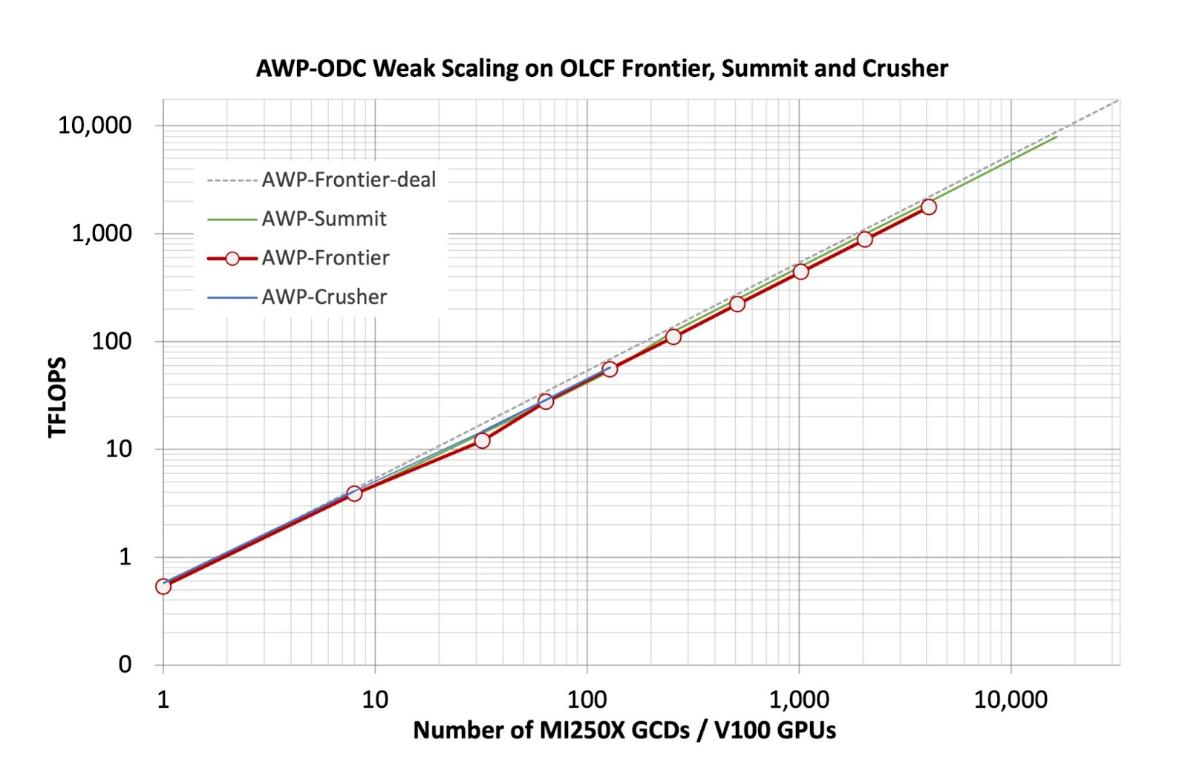 AWP-ODC Weak Scaling on OLCF Frontier, Summit and Crusher
10,000
1,000
100
10
1
0
TFLOPS
AWP-Frontier-deal
AWP-Summit
AWP-Frontier
AWP-Crusher
1
10
100
1,000
10,000
Number of MI250X GCDs / V100 GPUs